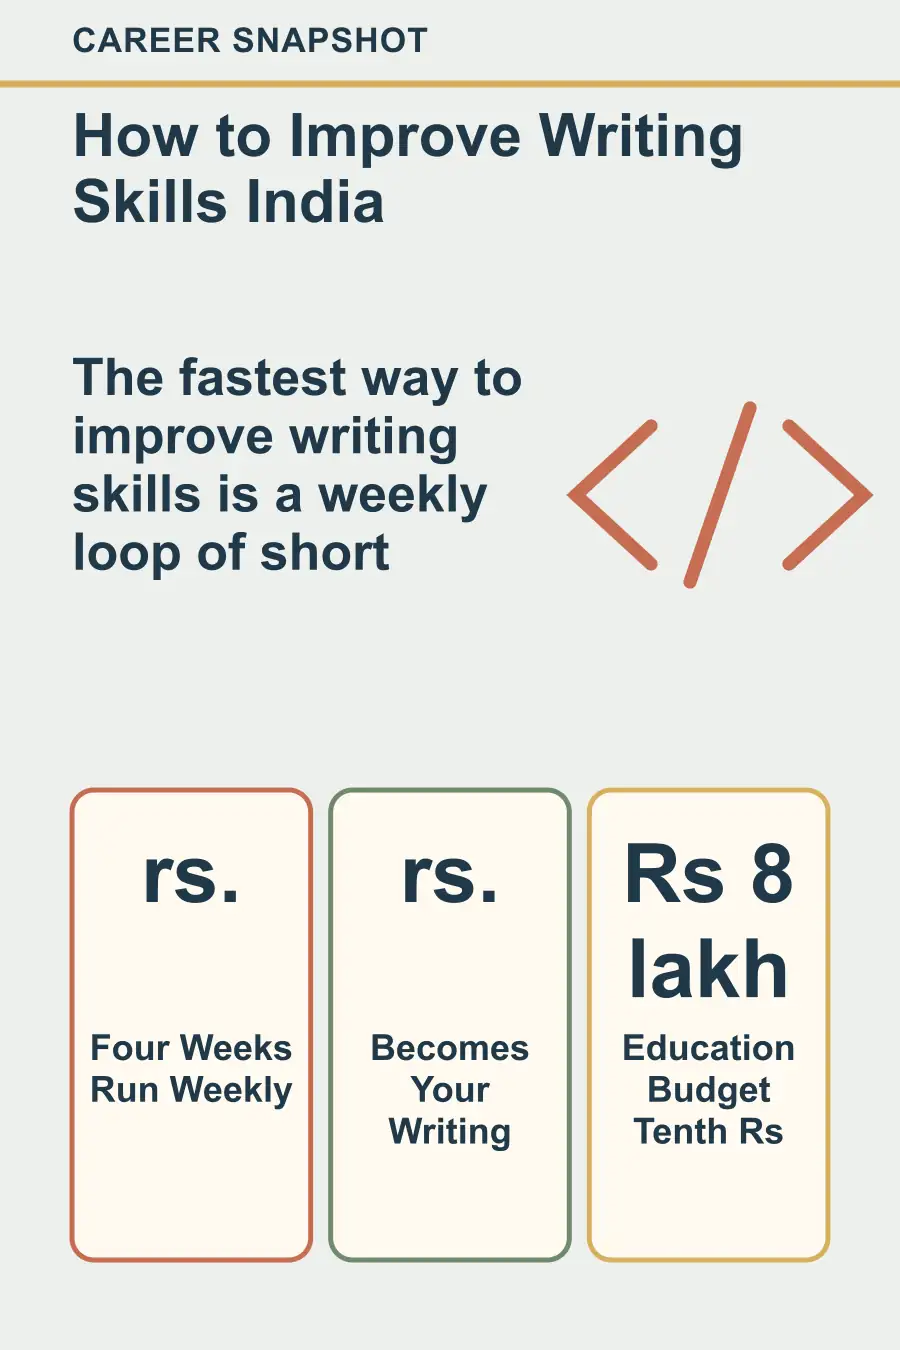 CAREER SNAPSHOT
How to Improve Writing
Skills India
The fastest way to
improve writing
skills is a weekly
loop of short
rs.
Four Weeks
Run Weekly
rs.
Becomes
Your
Writing
Rs 8
lakh
Education
Budget
Tenth Rs